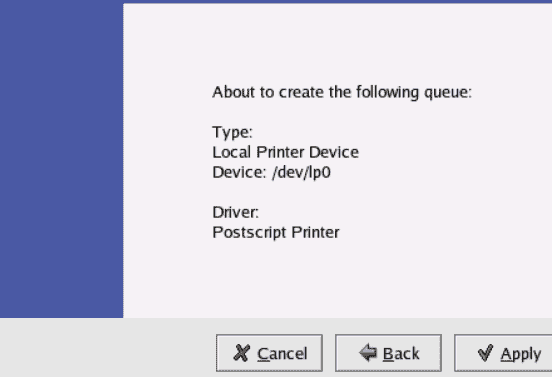 About to create the following queue:
Type:
Local Printer Device
Device: /dev/lp0
Driver:
Postscript Printer
Cancel
Back
Apply